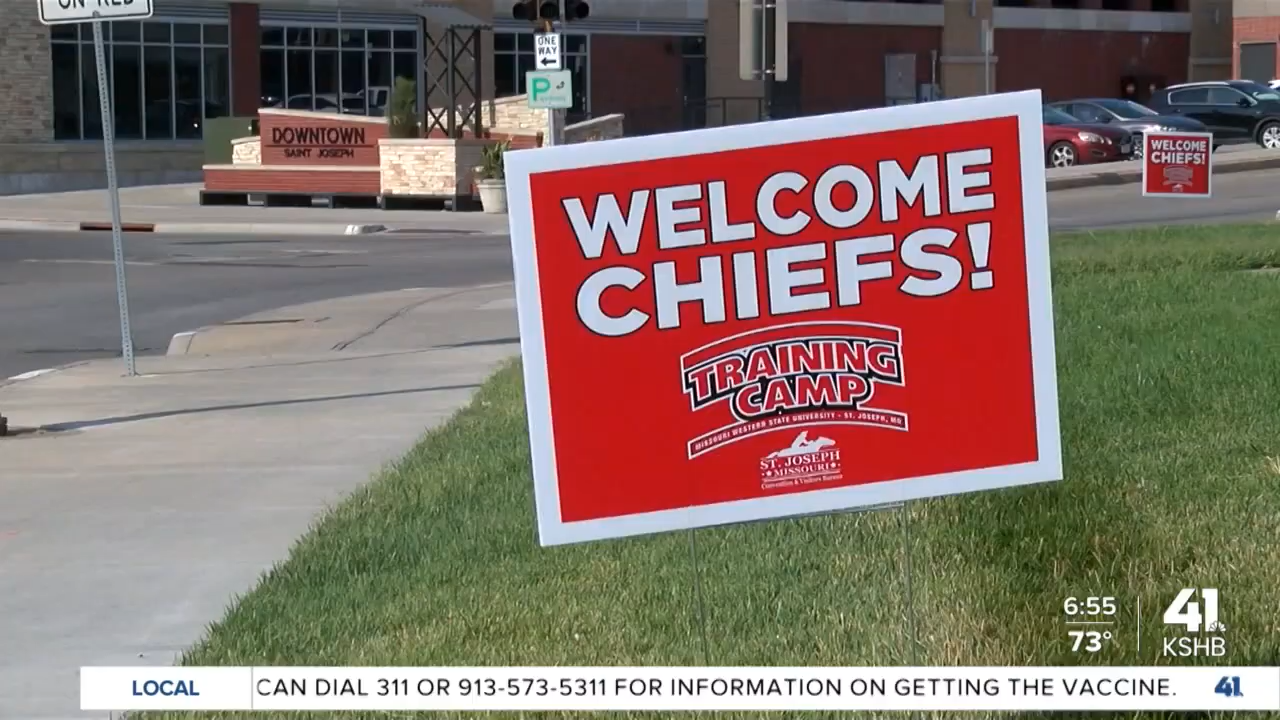 ON RED
ONE
WAY
P
DOWNTOWN
SAINT JOSEPH
WELCOME
CHIEFS!
WELCOME
CHIEFS!
TRAINING
CAMP
MISSOURI WESTERN STATE UNIVERSITY - ST. JOSEPH, MO
ST. JOSEPH
MISSOURI
Convention & Visitors Bureau
6:55
73°
41
KSHB
LOCAL
CAN DIAL 311 OR 913-573-5311 FOR INFORMATION ON GETTING THE VACCINE.
41